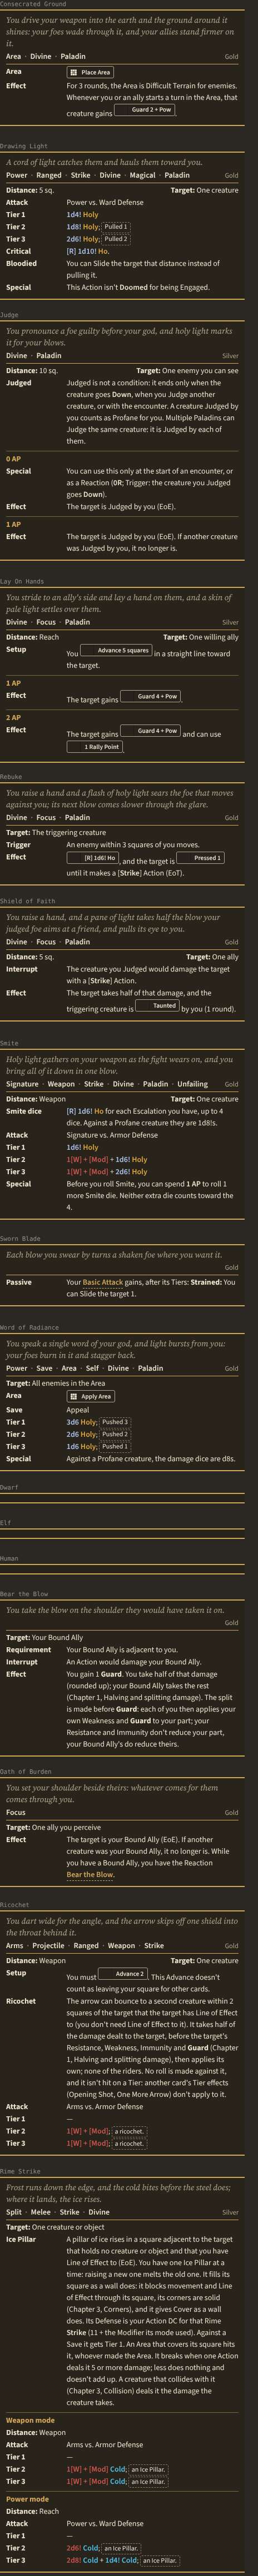 Consecrated Ground
You drive your weapon into the earth and the ground around it
shines: your foes wade through it, and your allies stand firmer on
it.
Area · Divine · Paladin Gold
Area Place Area
Effect For 3 rounds, the Area is Difficult Terrain for enemies.
Whenever you or an ally starts a turn in the Area, that
creature gains Guard 2 + Pow.
Drawing Light
A cord of light catches them and hauls them toward you.
Power · Ranged · Strike · Divine · Magical · Paladin Gold
Distance: 5 sq. Target: One creature
Attack Power vs. Ward Defense
Tier 1 1d4! Holy
Tier 2 1d8! Holy; Pulled 1
Tier 3 2d6! Holy; Pulled 2
Critical [R] 1d10! Ho.
Bloodied You can Slide the target that distance instead of
pulling it.
Special This Action isn't Doomed for being Engaged.
Judge
You pronounce a foe guilty before your god, and holy light marks
it for your blows.
Divine · Paladin Silver
Distance: 10 sq. Target: One enemy you can see
Judged Judged is not a condition: it ends only when the
creature goes Down, when you Judge another
creature, or with the encounter. A creature Judged by
you counts as Profane for you. Multiple Paladins can
Judge the same creature: it is Judged by each of
them.
0 AP
Special You can use this only at the start of an encounter, or
as a Reaction (0R; Trigger: the creature you Judged
goes Down).
Effect The target is Judged by you (EoE).
1 AP
Effect The target is Judged by you (EoE). If another creature
was Judged by you, it no longer is.
Lay On Hands
You stride to an ally's side and lay a hand on them, and a skin of
pale light settles over them.
Divine · Focus · Paladin Gold
Distance: Reach Target: One willing ally
Setup You Advance 5 squares in a straight line toward
the target.
1 AP
Effect The target gains Guard 4 + Pow.
2 AP
Effect The target gains Guard 4 + Pow and can use
1 Rally Point.
Rebuke
You raise a hand and a flash of holy light sears the foe that moves
against you; its next blow comes slower through the glare.
Divine · Focus · Paladin Gold
Target: The triggering creature
Trigger An enemy within 3 squares of you moves.
Effect [R] 1d6! Ho, and the target is Pressed 1
until it makes a [Strike] Action (EoT).
Shield of Faith
You raise a hand, and a pane of light takes half the blow your
judged foe aims at a friend, and pulls its eye to you.
Divine · Focus · Paladin Gold
Distance: 5 sq. Target: One ally
Interrupt The creature you Judged would damage the target
with a [Strike] Action.
Effect The target takes half of that damage, and the
triggering creature is Taunted by you (1 round).
Smite
Holy light gathers on your weapon as the fight wears on, and you
bring all of it down in one blow.
Signature · Weapon · Strike · Divine · Paladin · Unfailing Gold
Distance: Weapon Target: One creature
Smite dice [R] 1d6! Ho for each Escalation you have, up to 4
dice. Against a Profane creature they are 1d8!s.
Attack Signature vs. Armor Defense
Tier 1 1d6! Holy
Tier 2 1[W] + [Mod] + 1d6! Holy
Tier 3 1[W] + [Mod] + 2d6! Holy
Special Before you roll Smite, you can spend 1 AP to roll 1
more Smite die. Neither extra die counts toward the
4.
Sworn Blade
Each blow you swear by turns a shaken foe where you want it.
Gold
Passive Your Basic Attack gains, after its Tiers: Strained: You
can Slide the target 1.
Word of Radiance
You speak a single word of your god, and light bursts from you:
your foes burn in it and stagger back.
Power · Save · Area · Self · Divine · Paladin Gold
Target: All enemies in the Area
Area Apply Area
Save Appeal
Tier 1 3d6 Holy; Pushed 3
Tier 2 2d6 Holy; Pushed 2
Tier 3 1d6 Holy; Pushed 1
Special Against a Profane creature, the damage dice are d8s.
Dwarf
Elf
Human
Bear the Blow
You take the blow on the shoulder they would have taken it on.
Gold
Target: Your Bound Ally
Requirement Your Bound Ally is adjacent to you.
Interrupt An Action would damage your Bound Ally.
Effect You gain 1 Guard. You take half of that damage
(rounded up); your Bound Ally takes the rest
(Chapter 1, Halving and splitting damage). The split
is made before Guard: each of you then applies your
own Weakness and Guard to your part; your
Resistance and Immunity don't reduce your part,
your Bound Ally's do reduce theirs.
Oath of Burden
You set your shoulder beside theirs: whatever comes for them
comes through you.
Focus Gold
Target: One ally you perceive
Effect The target is your Bound Ally (EoE). If another
creature was your Bound Ally, it no longer is. While
you have a Bound Ally, you have the Reaction
Bear the Blow.
Ricochet
You dart wide for the angle, and the arrow skips off one shield into
the throat behind it.
Arms · Projectile · Ranged · Weapon · Strike Gold
Distance: Weapon Target: One creature
Setup You must Advance 2. This Advance doesn't
count as leaving your square for other cards.
Ricochet The arrow can bounce to a second creature within 2
squares of the target that the target has Line of Effect
to (you don't need Line of Effect to it). It takes half of
the damage dealt to the target, before the target's
Resistance, Weakness, Immunity and Guard (Chapter
1, Halving and splitting damage), then applies its
own; none of the riders. No roll is made against it,
and it isn't hit on a Tier: another card's Tier effects
(Opening Shot, One More Arrow) don't apply to it.
Attack Arms vs. Armor Defense
Tier 1 —
Tier 2 1[W] + [Mod]; a ricochet.
Tier 3 1[W] + [Mod]; a ricochet.
Rime Strike
Frost runs down the edge, and the cold bites before the steel does;
where it lands, the ice rises.
Split · Melee · Strike · Divine Silver
Target: One creature or object
Ice Pillar A pillar of ice rises in a square adjacent to the target
that holds no creature or object and that you have
Line of Effect to (EoE). You have one Ice Pillar at a
time: raising a new one melts the old one. It fills its
square as a wall does: it blocks movement and Line
of Effect through its square, its corners are solid
(Chapter 3, Corners), and it gives Cover as a wall
does. Its Defense is your Action DC for that Rime
Strike (11 + the Modifier its mode used). Against a
Save it gets Tier 1. An Area that covers its square hits
it, whoever made the Area. It breaks when one Action
deals it 5 or more damage; less does nothing and
doesn't add up. A creature that collides with it
(Chapter 3, Collision) deals it the damage the
creature takes.
Weapon mode
Distance: Weapon
Attack Arms vs. Armor Defense
Tier 1 —
Tier 2 1[W] + [Mod] Cold; an Ice Pillar.
Tier 3 1[W] + [Mod] Cold; an Ice Pillar.
Power mode
Distance: Reach
Attack Power vs. Ward Defense
Tier 1 —
Tier 2 2d6! Cold; an Ice Pillar.
Tier 3 2d8! Cold + 1d4! Cold; an Ice Pillar.